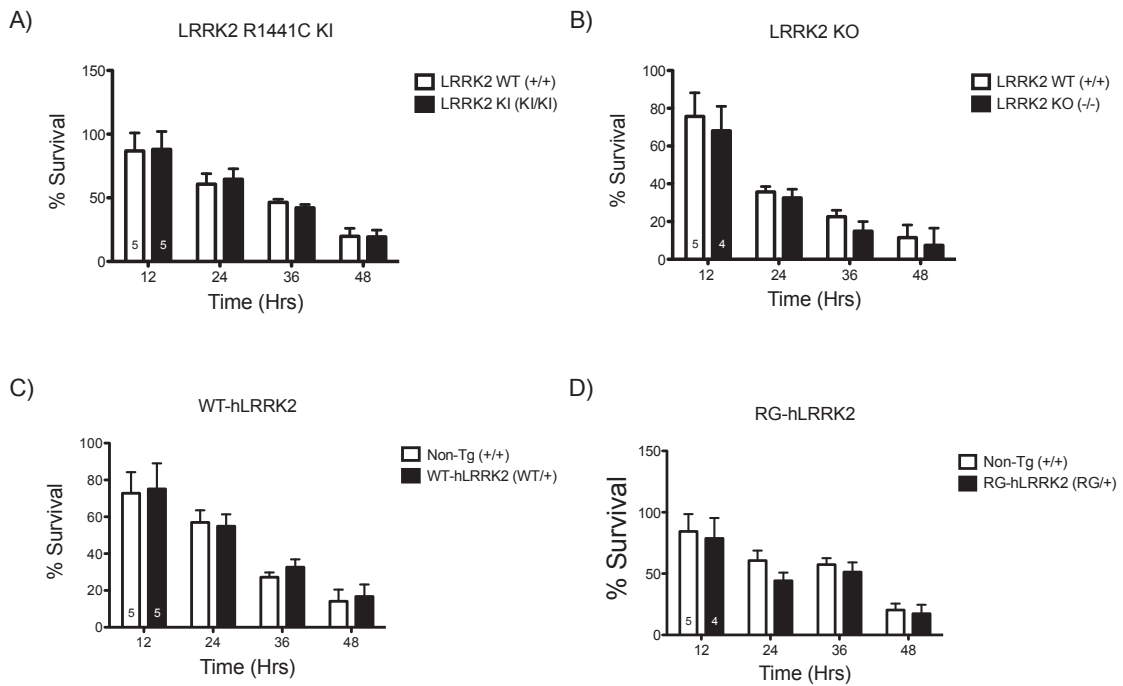 A)
LRRK2 R1441C KI
150
100
50
0
% Survival
5 5
12 24 36 48
Time (Hrs)
LRRK2 WT (+/+)
LRRK2 KI (KI/KI)
B)
LRRK2 KO
100
80
60
40
20
0
% Survival
5 4
12 24 36 48
Time (Hrs)
LRRK2 WT (+/+)
LRRK2 KO (-/-)
C)
WT-hLRRK2
100
80
60
40
20
0
% Survival
5 5
12 24 36 48
Time (Hrs)
Non-Tg (+/+)
WT-hLRRK2 (WT/+)
D)
RG-hLRRK2
150
100
50
0
% Survival
5 4
12 24 36 48
Time (Hrs)
Non-Tg (+/+)
RG-hLRRK2 (RG/+)